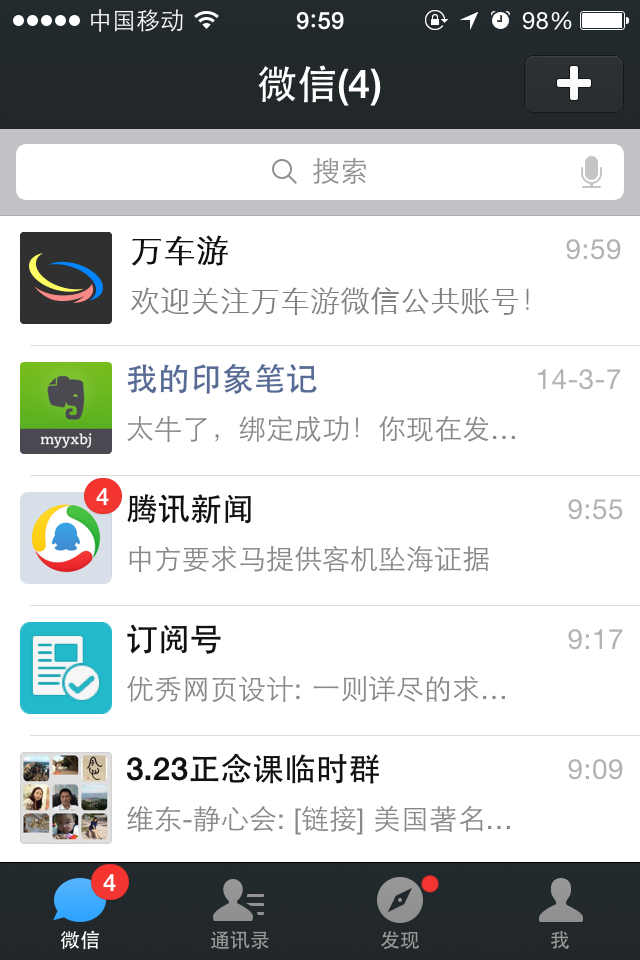 中国移动 9:59 98%
微信(4)
搜索
万车游 9:59
欢迎关注万车游微信公共账号！
我的印象笔记 14-3-7
太牛了，绑定成功！你现在发...
myyxbj
4
腾讯新闻 9:55
中方要求马提供客机坠海证据
订阅号 9:17
优秀网页设计: 一则详尽的求...
3.23正念课临时群 9:09
维东-静心会: [链接] 美国著名...
4
微信 通讯录 发现 我